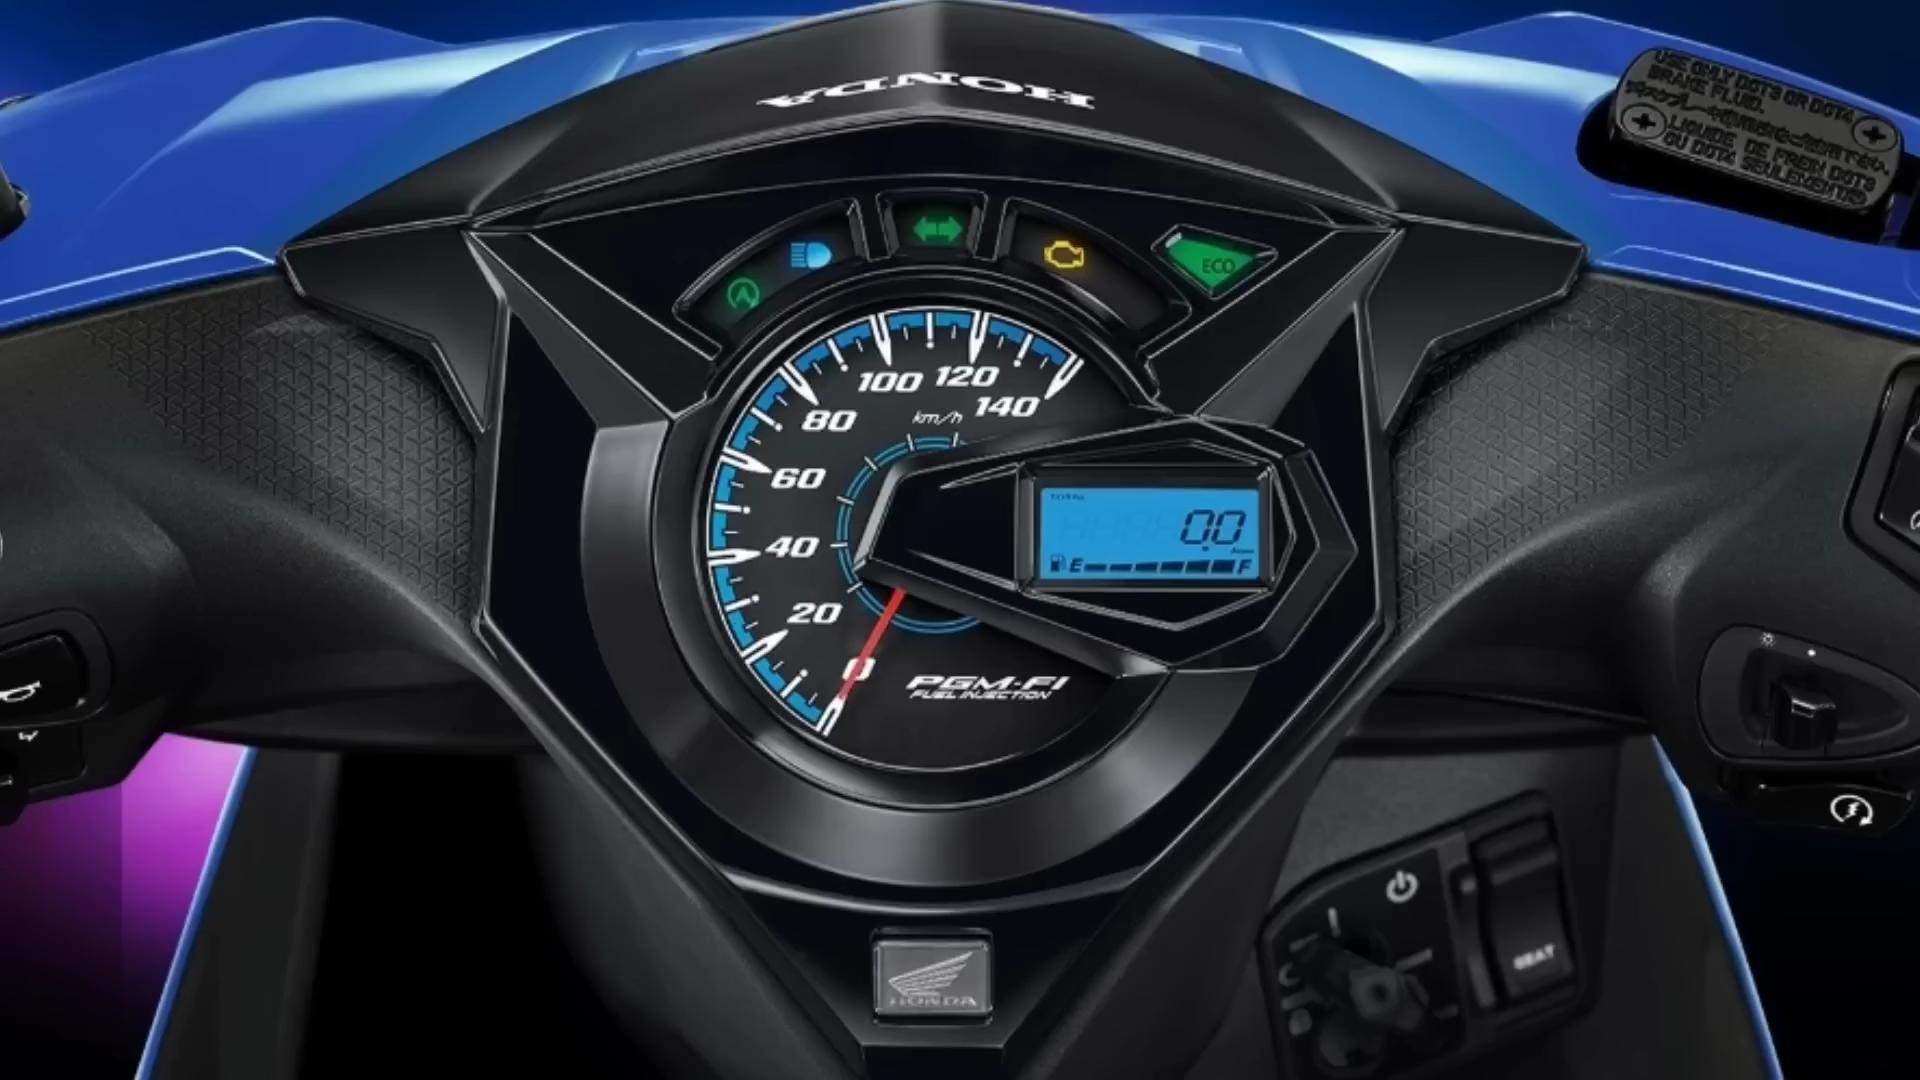 HONDA
USE ONLY DOT3 OR DOT4
BRAKE FLUID.
LIQUIDE DE FREIN DOT3
OU DOT4 SEULEMENT
ECO
100 120
80 140
km/h
60
TOTAL
0.0
40
E F
20
0
PGM-FI
FUEL INJECTION
SEAT
HONDA